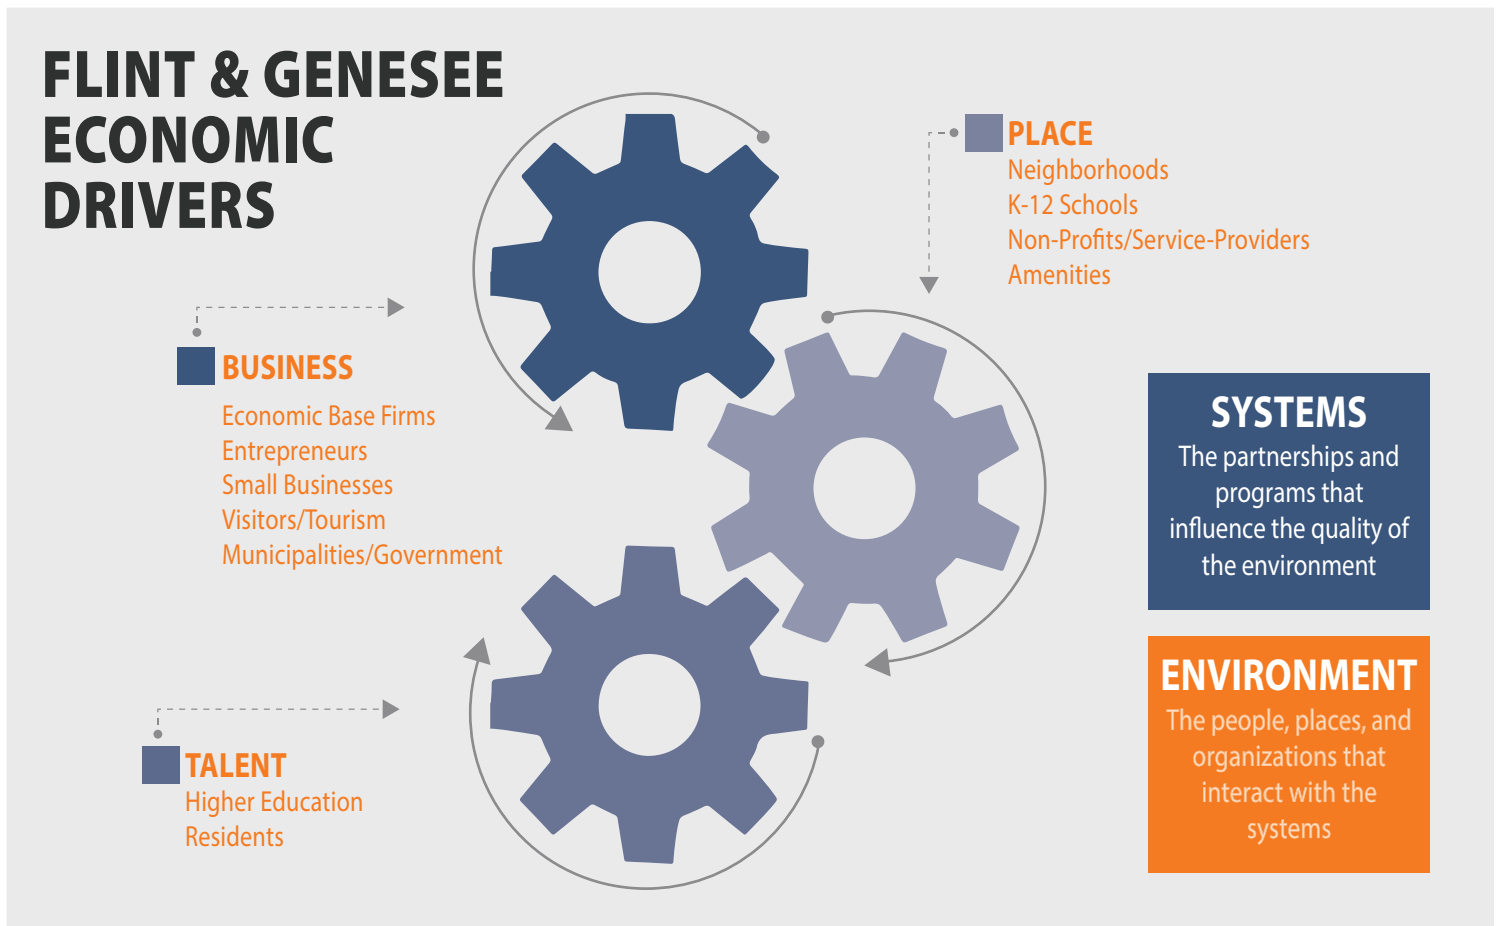 FLINT & GENESEE
ECONOMIC
DRIVERS
PLACE
Neighborhoods
K-12 Schools
Non-Profits/Service-Providers
Amenities
BUSINESS
Economic Base Firms
Entrepreneurs
Small Businesses
Visitors/Tourism
Municipalities/Government
TALENT
Higher Education
Residents
SYSTEMS
The partnerships and
programs that
influence the quality of
the environment
ENVIRONMENT
The people, places, and
organizations that
interact with the
systems